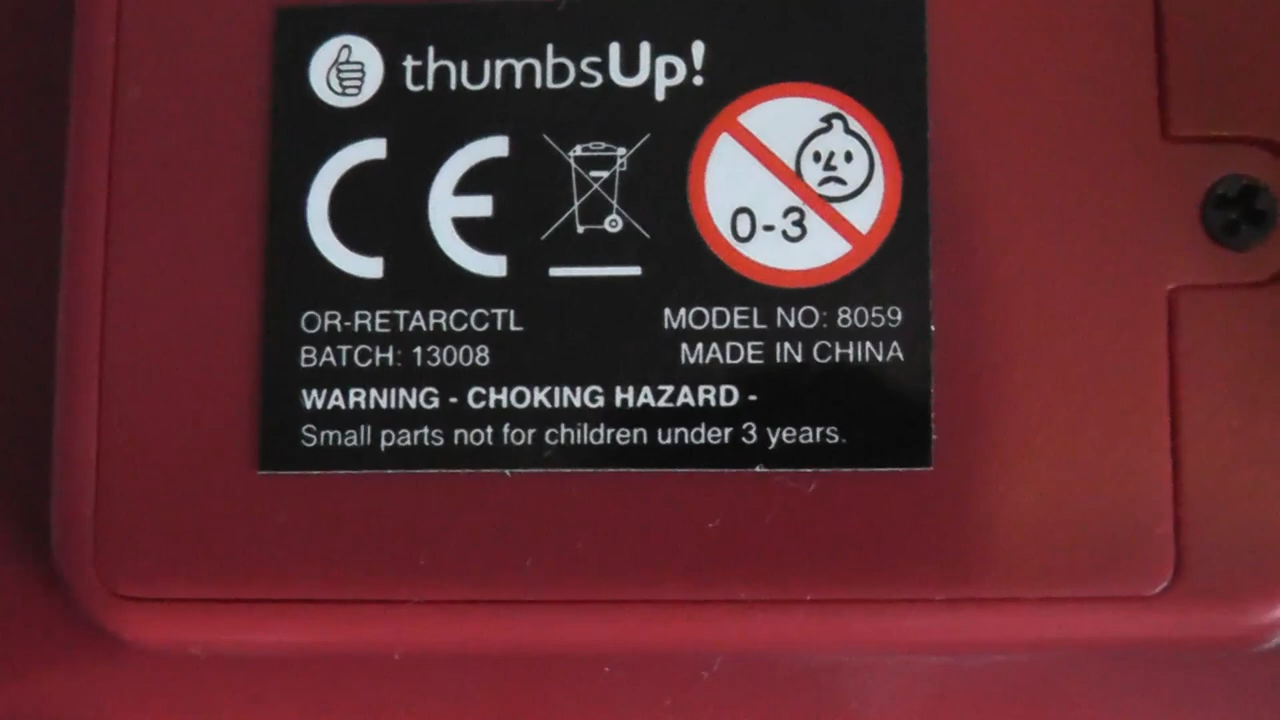 thumbsUp!
CE
0-3
OR-RETARCCTL
MODEL NO: 8059
BATCH: 13008
MADE IN CHINA
WARNING - CHOKING HAZARD -
Small parts not for children under 3 years.